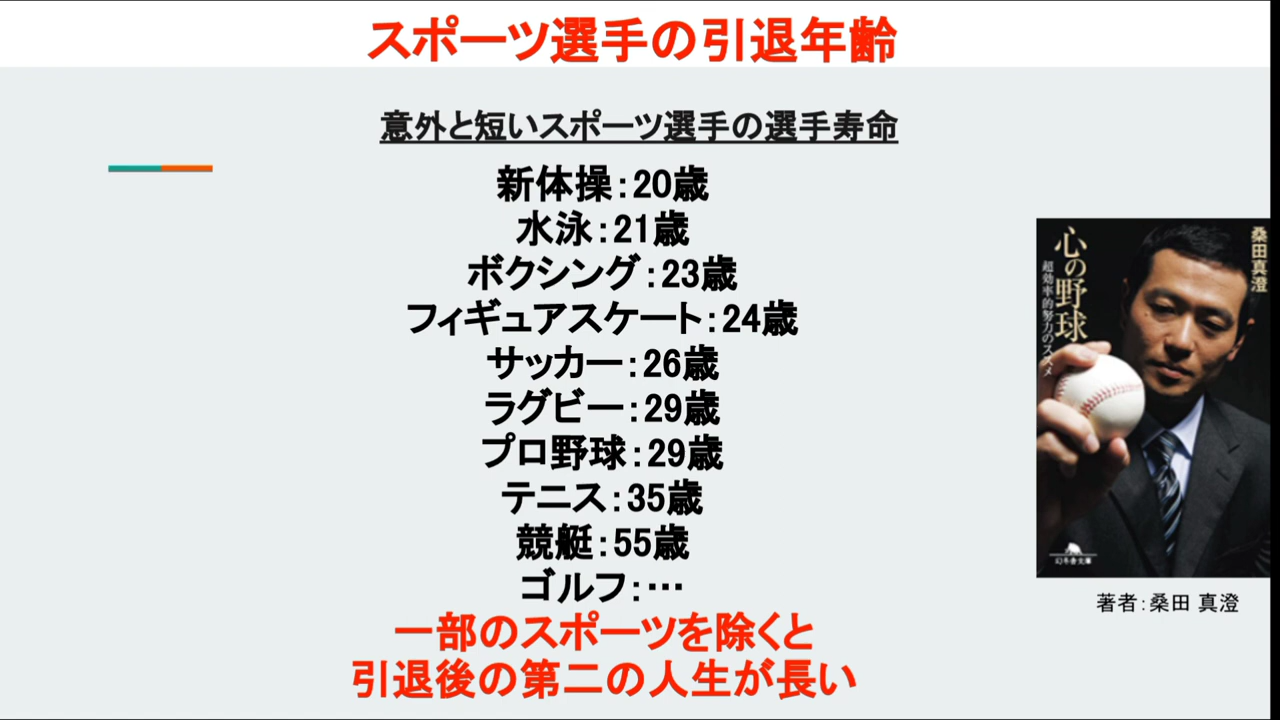 スポーツ選手の引退年齢
意外と短いスポーツ選手の選手寿命
新体操：20歳
水泳：21歳
ボクシング：23歳
フィギュアスケート：24歳
サッカー：26歳
ラグビー：29歳
プロ野球：29歳
テニス：35歳
競艇：55歳
ゴルフ：…
一部のスポーツを除くと
引退後の第二の人生が長い
心の野球
超効率的努力のススメ
桑田真澄
幻冬舎文庫
著者：桑田 真澄